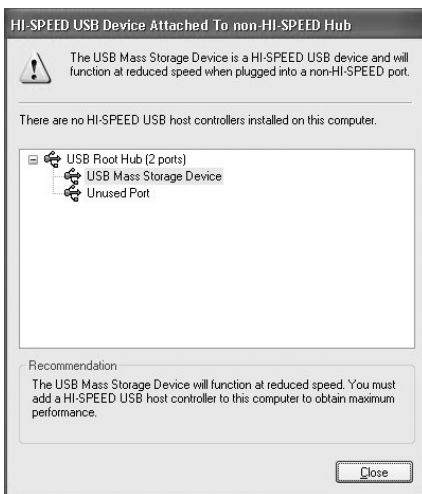 HI-SPEED USB Device Attached To non-HI-SPEED Hub
The USB Mass Storage Device is a HI-SPEED USB device and will
function at reduced speed when plugged into a non-HI-SPEED port.
There are no HI-SPEED USB host controllers installed on this computer.
USB Root Hub (2 ports)
USB Mass Storage Device
Unused Port
Recommendation
The USB Mass Storage Device will function at reduced speed. You must
add a HI-SPEED USB host controller to this computer to obtain maximum
performance.
Close